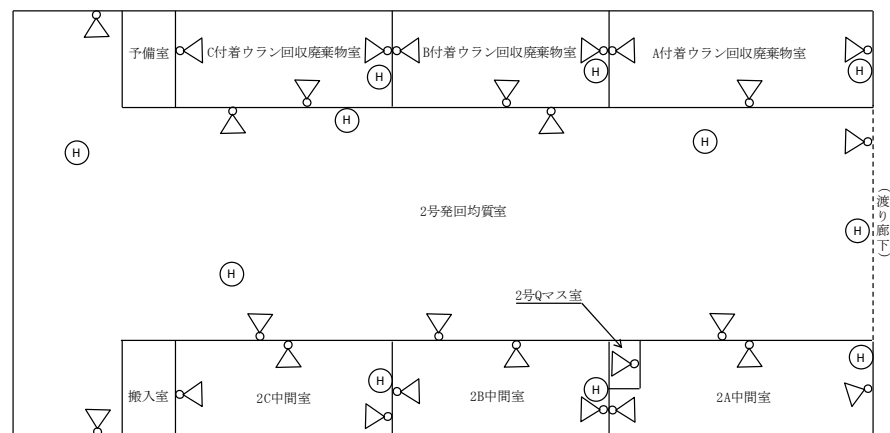 予備室
C付着ウラン回収廃棄物室
B付着ウラン回収廃棄物室
A付着ウラン回収廃棄物室
H
H
H
H
H
H
2号発回均質室
H
(渡り廊下)
H
2号Qマス室
搬入室
2C中間室
H
2B中間室
H
2A中間室
H